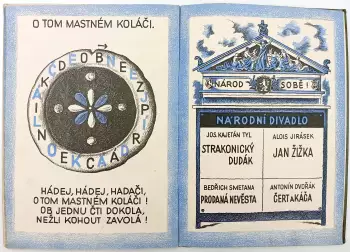 O TOM MASTNÉM KOLÁČI.
HÁDEJ, HÁDEJ, HADAČI,
O TOM MASTNÉM KOLÁČI !
OB JEDNU ČTI DOKOLA,
NEŽLI KOHOUT ZAVOLÁ !
NÁROD SOBĚ !
NÁRODNÍ DIVADLO
JOS. KAJETÁN TYL
STRAKONICKÝ
DUDÁK
ALOIS JIRÁSEK
JAN ŽIŽKA
BEDŘICH SMETANA
PRODANÁ NEVĚSTA
ANTONÍN DVOŘÁK
ČERT A KÁČA